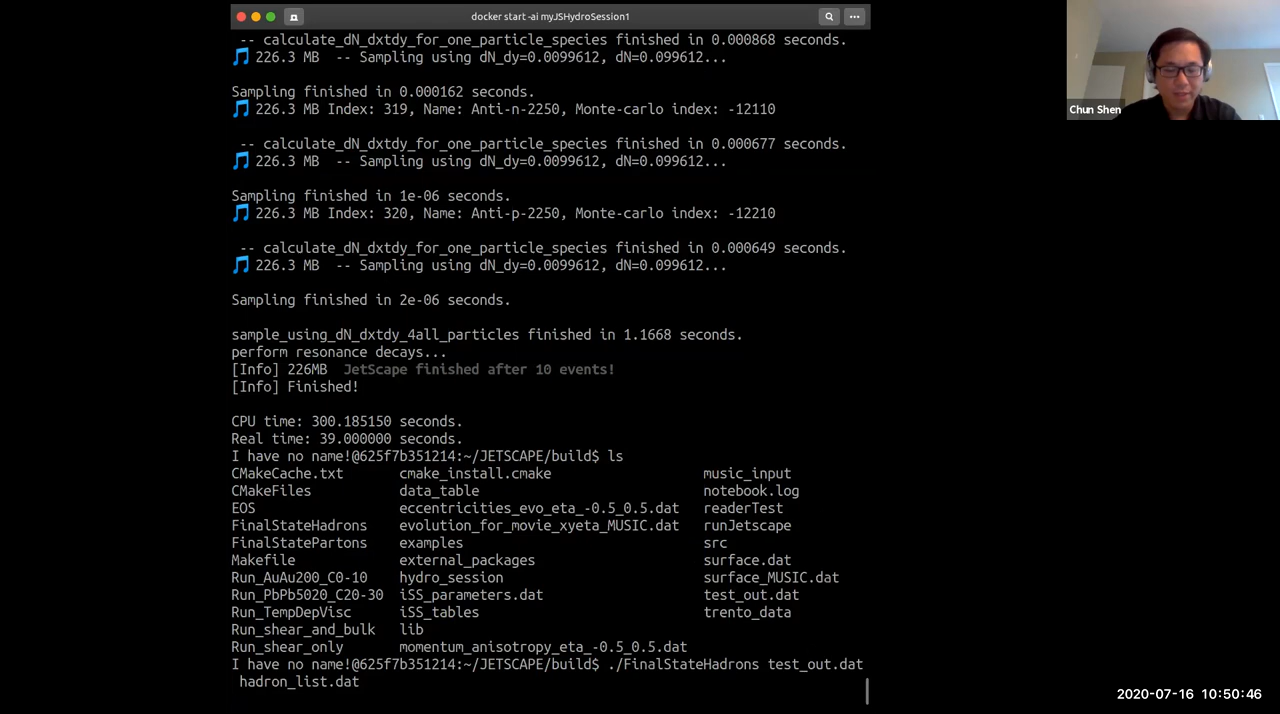 docker start -ai myJSHydroSession1
-- calculate_dN_dxtdy_for_one_particle_species finished in 0.000868 seconds.
226.3 MB -- Sampling using dN_dy=0.0099612, dN=0.099612...
Sampling finished in 0.000162 seconds.
226.3 MB Index: 319, Name: Anti-n-2250, Monte-carlo index: -12110
-- calculate_dN_dxtdy_for_one_particle_species finished in 0.000677 seconds.
226.3 MB -- Sampling using dN_dy=0.0099612, dN=0.099612...
Sampling finished in 1e-06 seconds.
226.3 MB Index: 320, Name: Anti-p-2250, Monte-carlo index: -12210
-- calculate_dN_dxtdy_for_one_particle_species finished in 0.000649 seconds.
226.3 MB -- Sampling using dN_dy=0.0099612, dN=0.099612...
Sampling finished in 2e-06 seconds.
sample_using_dN_dxtdy_4all_particles finished in 1.1668 seconds.
perform resonance decays...
[Info] 226MB JetScape finished after 10 events!
[Info] Finished!
CPU time: 300.185150 seconds.
Real time: 39.000000 seconds.
I have no name!@625f7b351214:~/JETSCAPE/build$ ls
CMakeCache.txt cmake_install.cmake music_input
CMakeFiles data_table notebook.log
EOS eccentricities_evo_eta_-0.5_0.5.dat readerTest
FinalStateHadrons evolution_for_movie_xyeta_MUSIC.dat runJetscape
FinalStatePartons examples src
Makefile external_packages surface.dat
Run_AuAu200_C0-10 hydro_session surface_MUSIC.dat
Run_PbPb5020_C20-30 iSS_parameters.dat test_out.dat
Run_TempDepVisc iSS_tables trento_data
Run_shear_and_bulk lib
Run_shear_only momentum_anisotropy_eta_-0.5_0.5.dat
I have no name!@625f7b351214:~/JETSCAPE/build$ ./FinalStateHadrons test_out.dat
hadron_list.dat
Chun Shen
2020-07-16 10:50:46